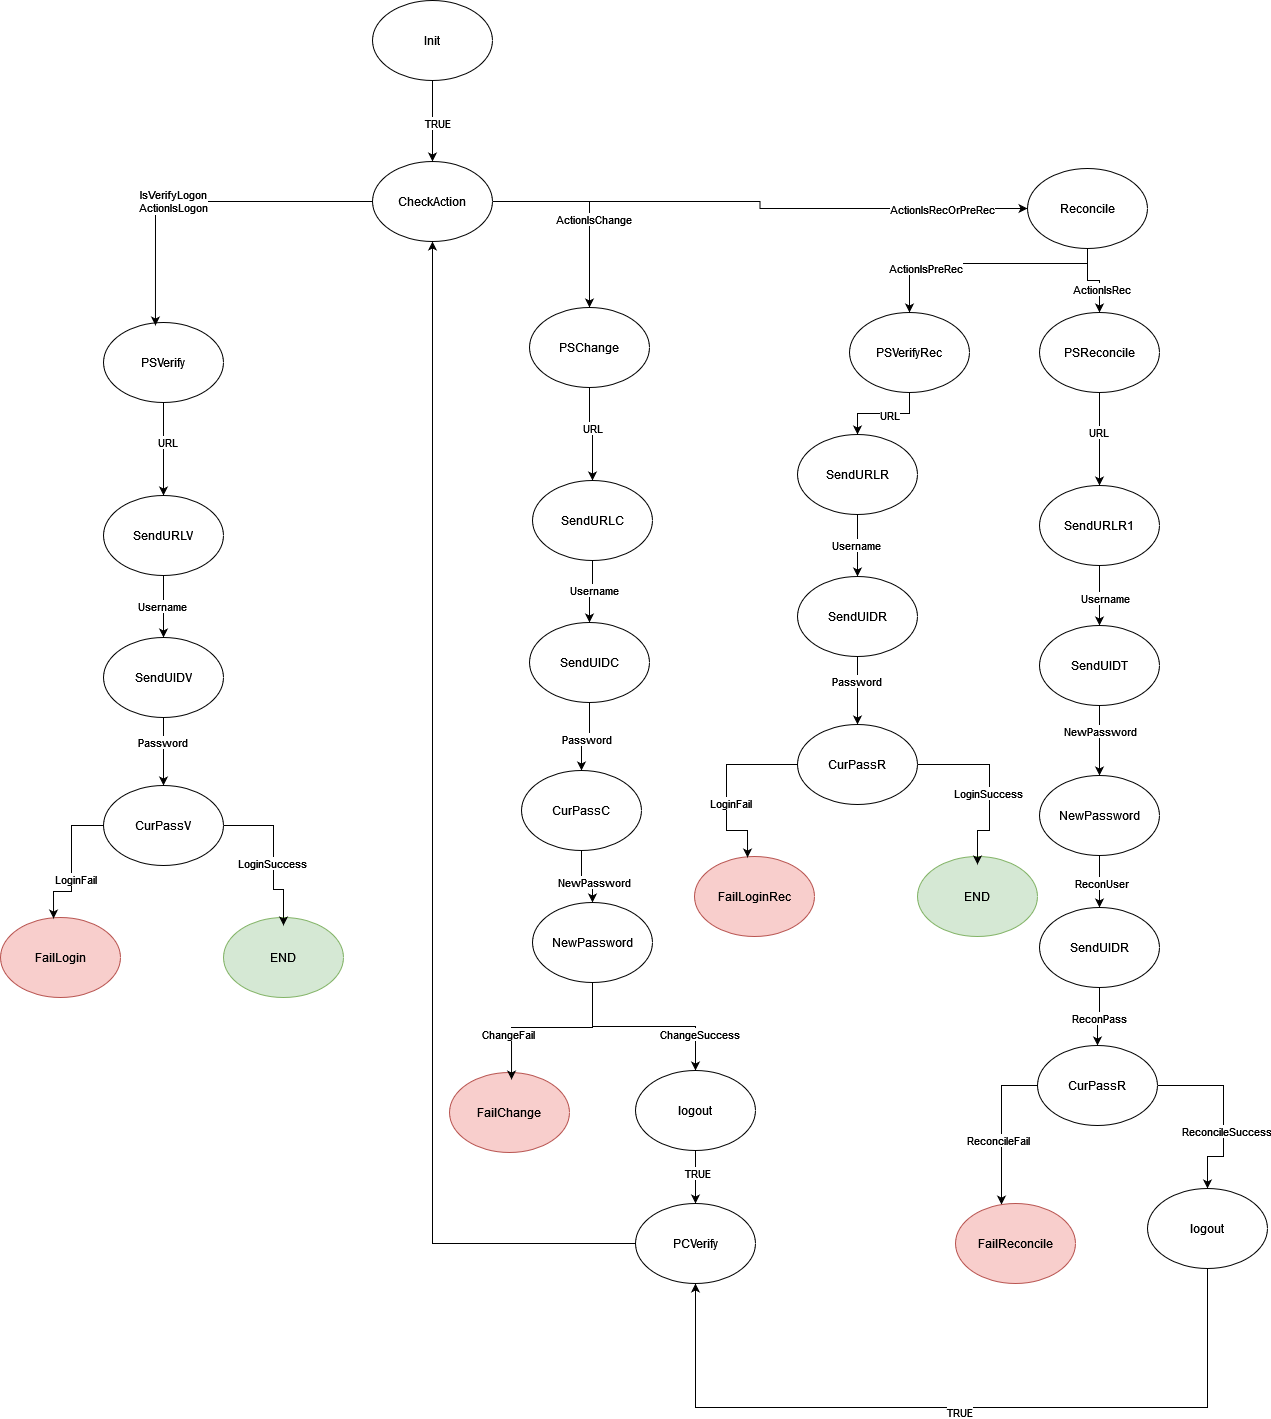 Init
TRUE
IsVerifyLogon
ActionIsLogon
CheckAction
ActionIsChange
ActionIsRecOrPreRec
Reconcile
ActionIsPreRec
ActionIsRec
PSVerify
PSChange
PSVerifyRec
PSReconcile
URL
URL
URL
URL
SendURLV
SendURLC
SendURLR
SendURLR1
Username
Username
Username
Username
SendUIDV
SendUIDC
SendUIDR
SendUIDT
Password
Password
Password
NewPassword
CurPassV
CurPassC
CurPassR
NewPassword
LoginFail
LoginSuccess
NewPassword
LoginFail
LoginSuccess
ReconUser
FailLogin
END
NewPassword
FailLoginRec
END
SendUIDR
ChangeFail
ChangeSuccess
ReconPass
FailChange
logout
CurPassR
TRUE
ReconcileFail
ReconcileSuccess
PCVerify
FailReconcile
logout
TRUE